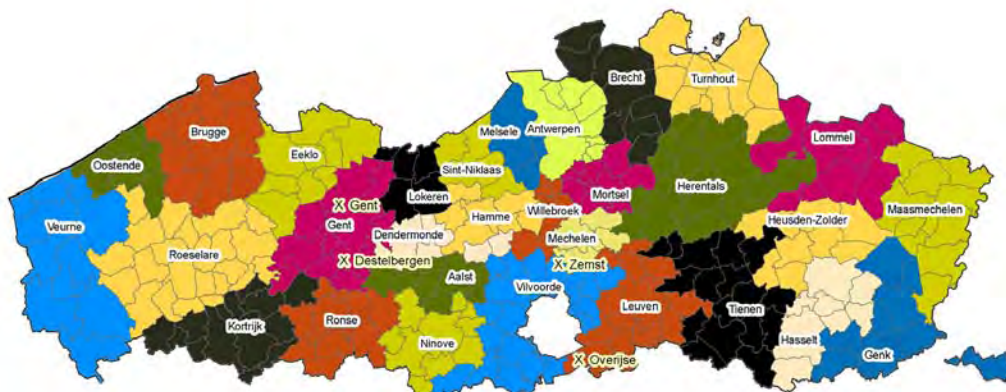 Brecht
Turnhout
Brugge
Melsele
Antwerpen
Lommel
Oostende
Eeklo
Sint-Niklaas
Herentals
Lokeren
Mortsel
X Gent
Hamme
Willebroek
Maasmechelen
Veurne
Gent
Dendermonde
Mechelen
Heusden-Zolder
Roeselare
X Destelbergen
X Zemst
Aalst
Vilvoorde
Leuven
Tienen
Kortrijk
Ronse
Ninove
Hasselt
Genk
X Overijse